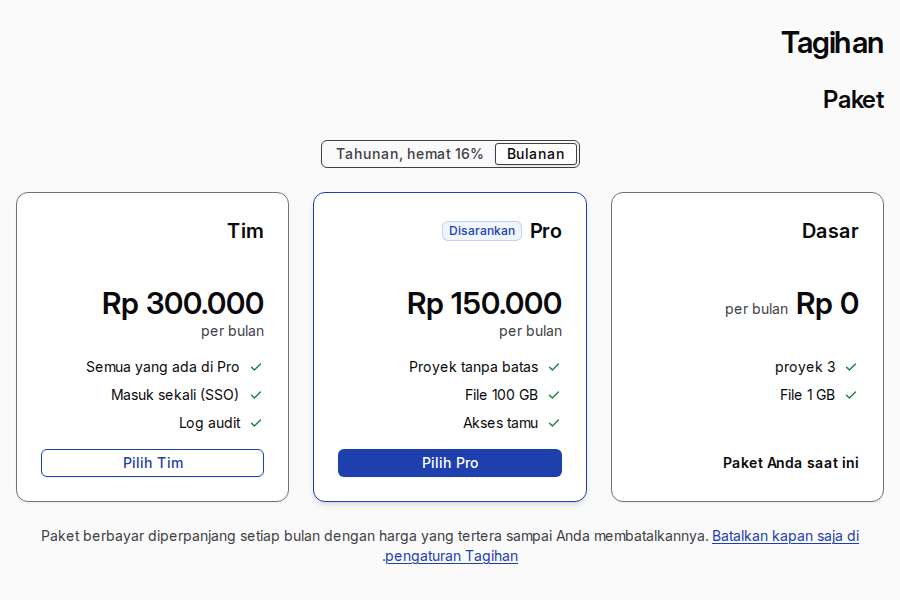 Tagihan
Paket
Bulanan
Tahunan, hemat 16%
Dasar
Rp 0 per bulan
3 proyek
File 1 GB
Paket Anda saat ini
Pro Disarankan
Rp 150.000
per bulan
Proyek tanpa batas
File 100 GB
Akses tamu
Pilih Pro
Tim
Rp 300.000
per bulan
Semua yang ada di Pro
Masuk sekali (SSO)
Log audit
Pilih Tim
Paket berbayar diperpanjang setiap bulan dengan harga yang tertera sampai Anda membatalkannya. Batalkan kapan saja di
pengaturan Tagihan.